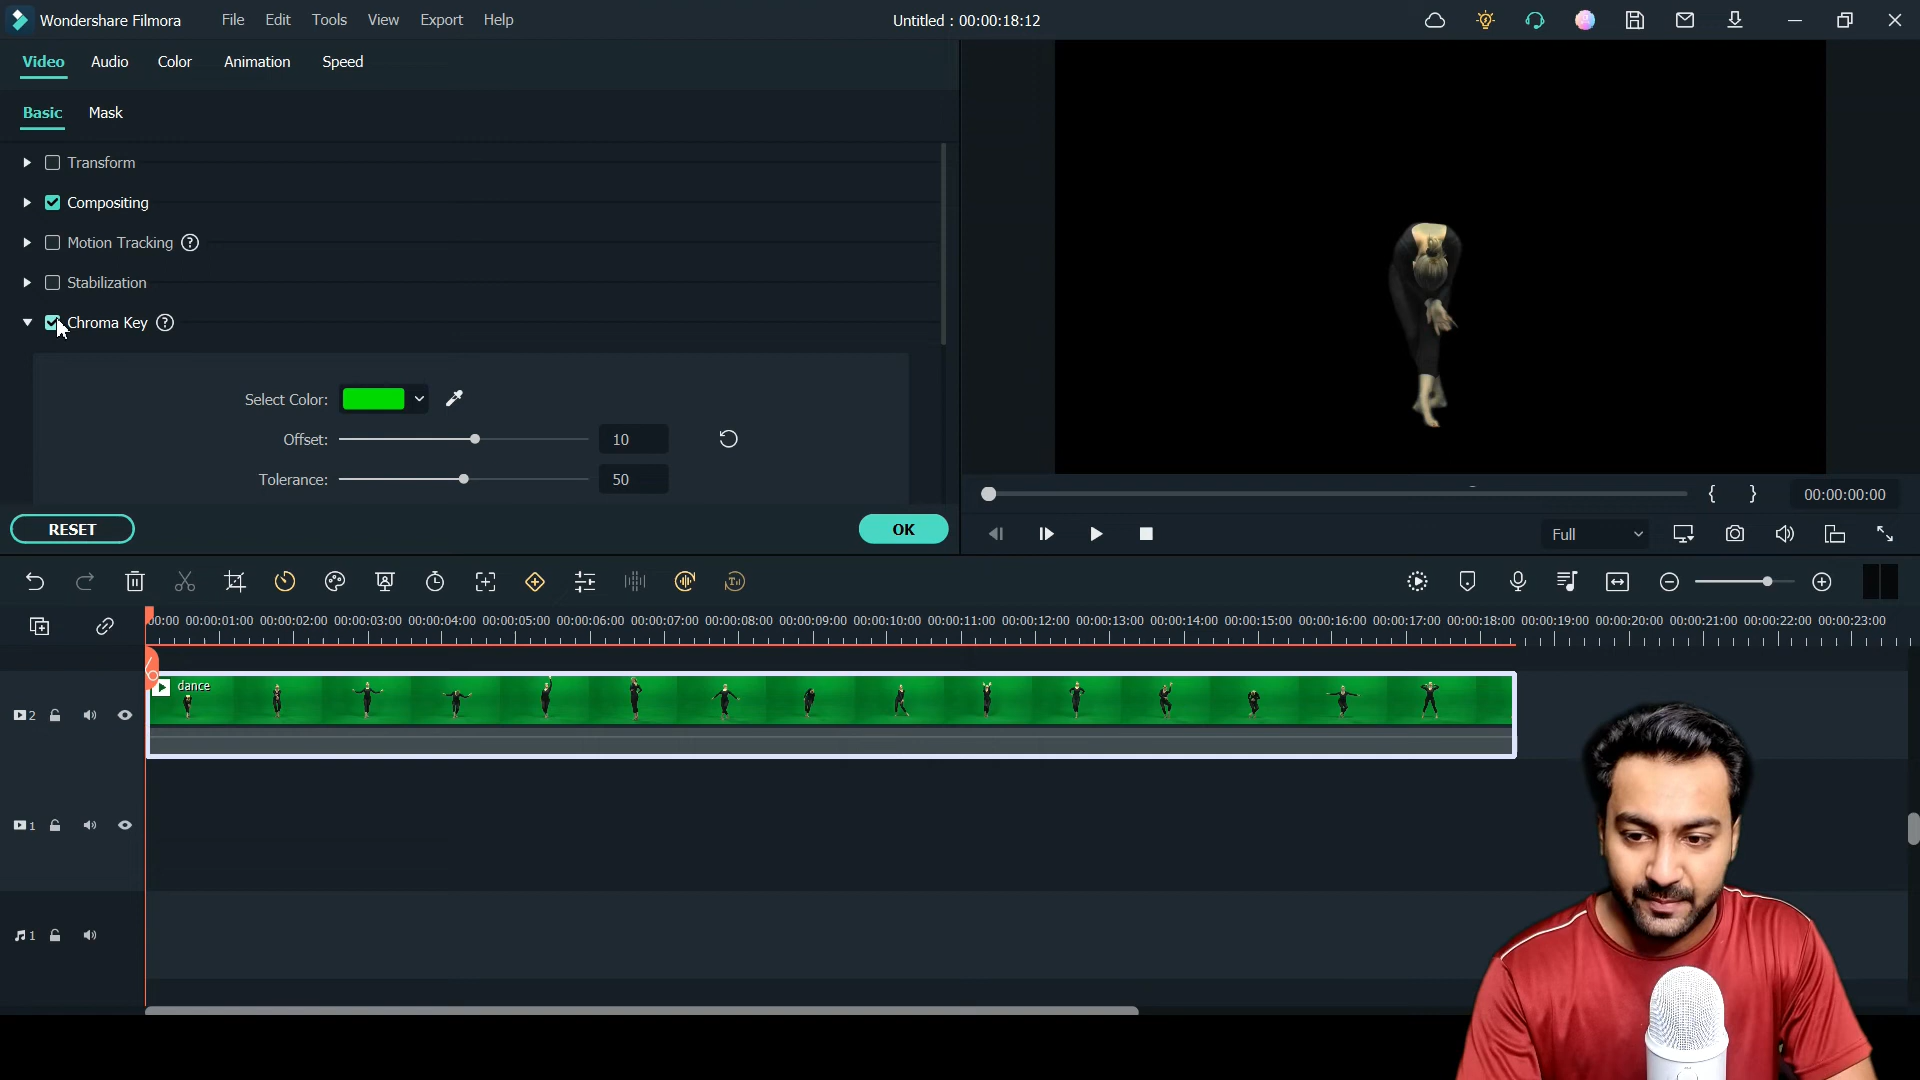 Wondershare Filmora File Edit Tools View Export Help Untitled : 00:00:18:12
Video Audio Color Animation Speed
Basic Mask
Transform
Compositing
Motion Tracking ?
Stabilization
Chroma Key ?
Select Color:
Offset: 10
Tolerance: 50
RESET OK
{ } 00:00:00:00
Full
00:00 00:00:01:00 00:00:02:00 00:00:03:00 00:00:04:00 00:00:05:00 00:00:06:00 00:00:07:00 00:00:08:00 00:00:09:00 00:00:10:00 00:00:11:00 00:00:12:00 00:00:13:00 00:00:14:00 00:00:15:00 00:00:16:00 00:00:17:00 00:00:18:00 00:00:19:00 00:00:20:00 00:00:21:00 00:00:22:00 00:00:23:00
dance
2
1
1